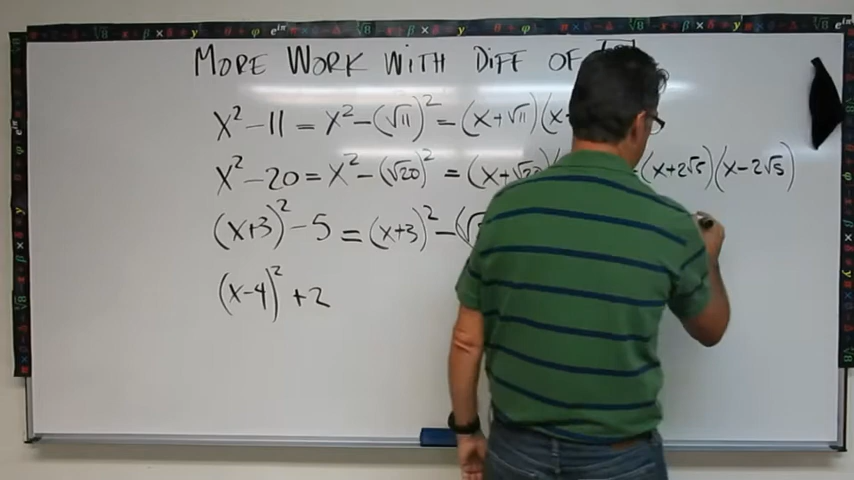 MORE WORK WITH DIFF OF
x² - 11 = x² - (√11)² = (x + √11)(x
x² - 20 = x² - (√20)² = (x + √20)( = (x + 2√5)(x - 2√5)
(x+3)² - 5 = (x+3)² - (√
(x-4)² + 2